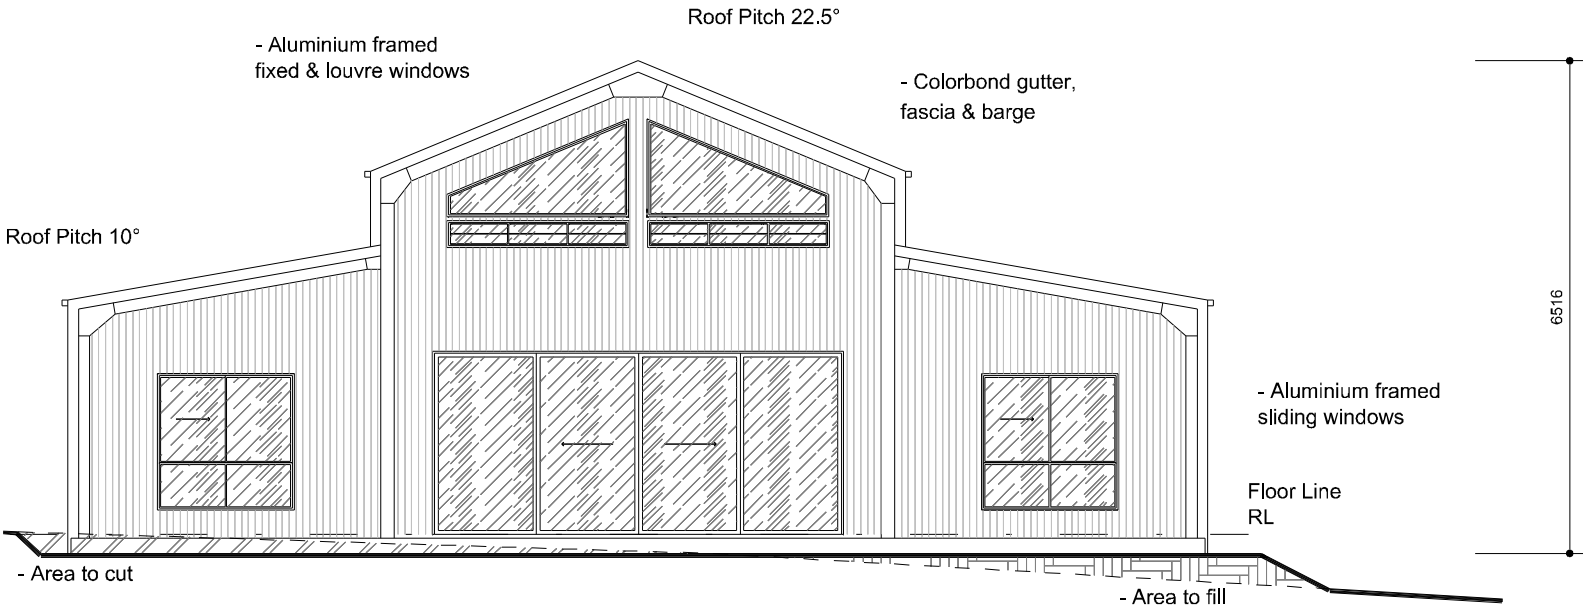 Roof Pitch 22.5°
- Aluminium framed
fixed & louvre windows
- Colorbond gutter,
fascia & barge
Roof Pitch 10°
6516
- Aluminium framed
sliding windows
Floor Line
RL
- Area to cut
- Area to fill